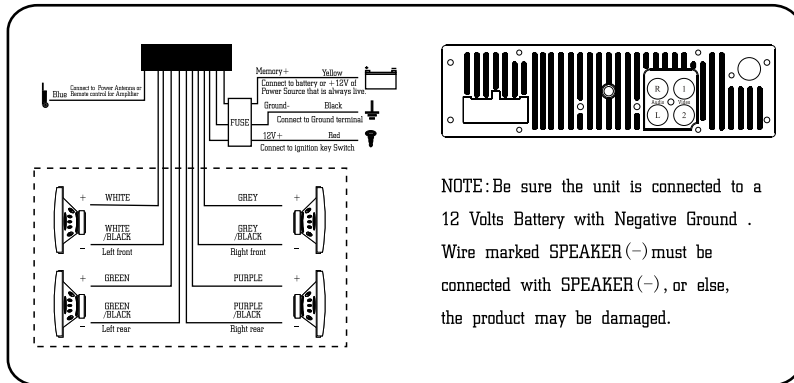 Blue
Connect to Power Antenna or
Remote control for Amplifier
FUSE
Memory+ Yellow
Connect to battery or +12V of
Power Source that is always live.
Ground- Black
Connect to Ground terminal
12V+ Red
Connect to ignition key Switch
+ WHITE
WHITE
/BLACK
-
Left front
GREY +
GREY
/BLACK
-
Right front
+ GREEN
GREEN
/BLACK
-
Left rear
PURPLE +
PURPLE
/BLACK
-
Right rear
R 1
Audio Video
L 2
NOTE:Be sure the unit is connected to a
12 Volts Battery with Negative Ground .
Wire marked SPEAKER(-)must be
connected with SPEAKER(-), or else,
the product may be damaged.